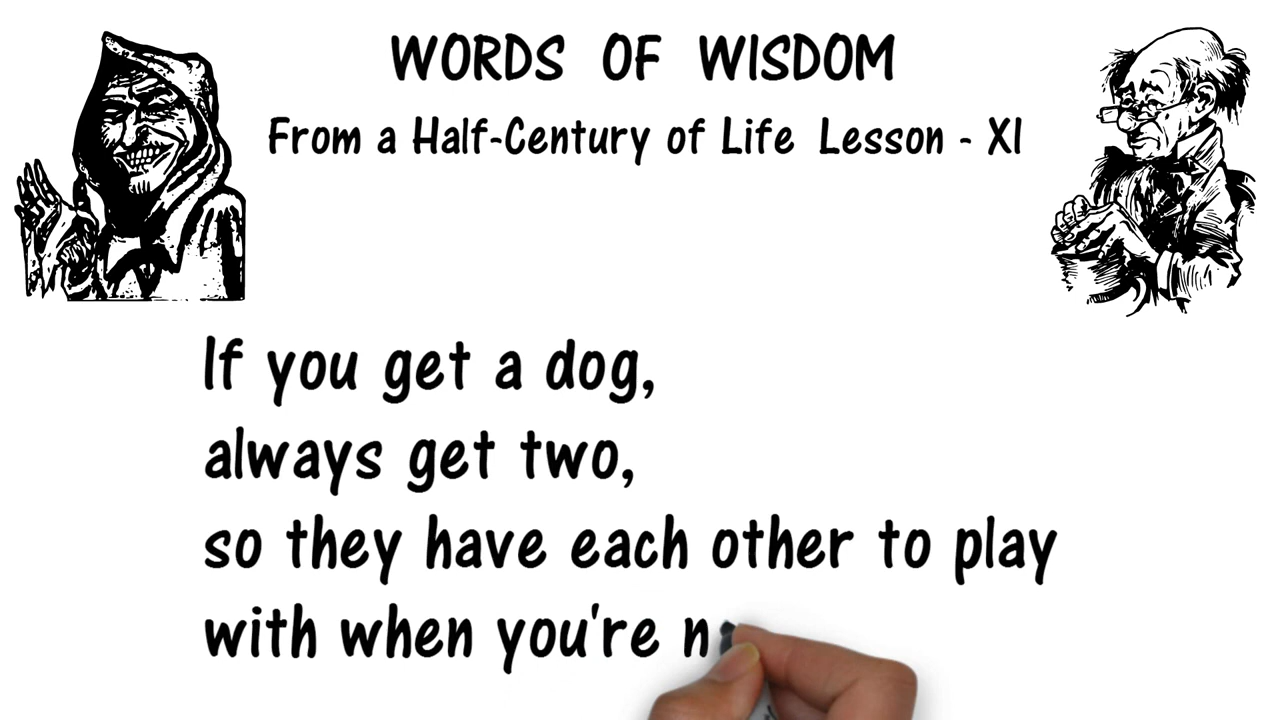 WORDS OF WISDOM
From a Half-Century of Life Lesson - XI
If you get a dog,
always get two,
so they have each other to play
with when you're n